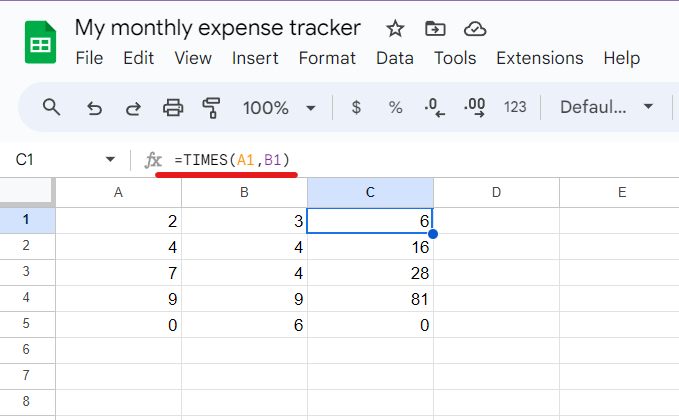 My monthly expense tracker
File Edit View Insert Format Data Tools Extensions Help
100% $ % .0 .00 123 Defaul...
C1 fx =TIMES(A1,B1)
A B C D E
1 2 3 6
2 4 4 16
3 7 4 28
4 9 9 81
5 0 6 0
6
7
8